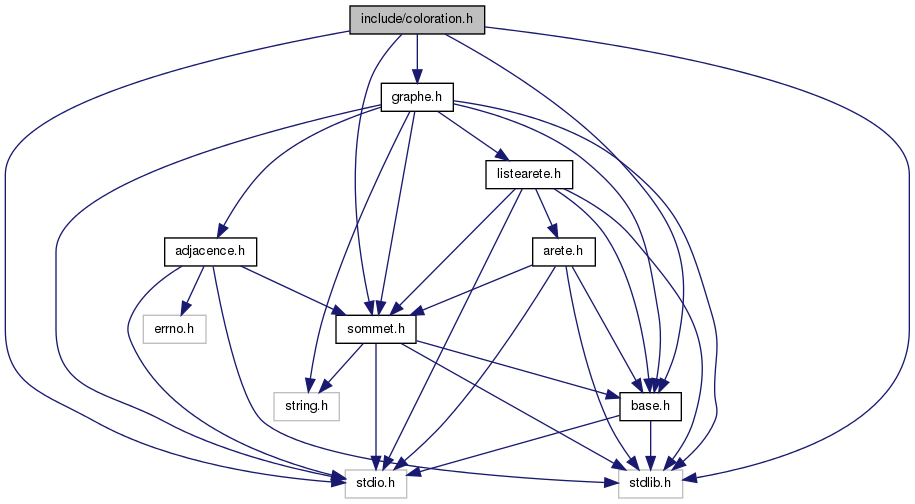 include/coloration.h
graphe.h
listearete.h
adjacence.h
arete.h
errno.h
sommet.h
string.h
base.h
stdio.h
stdlib.h